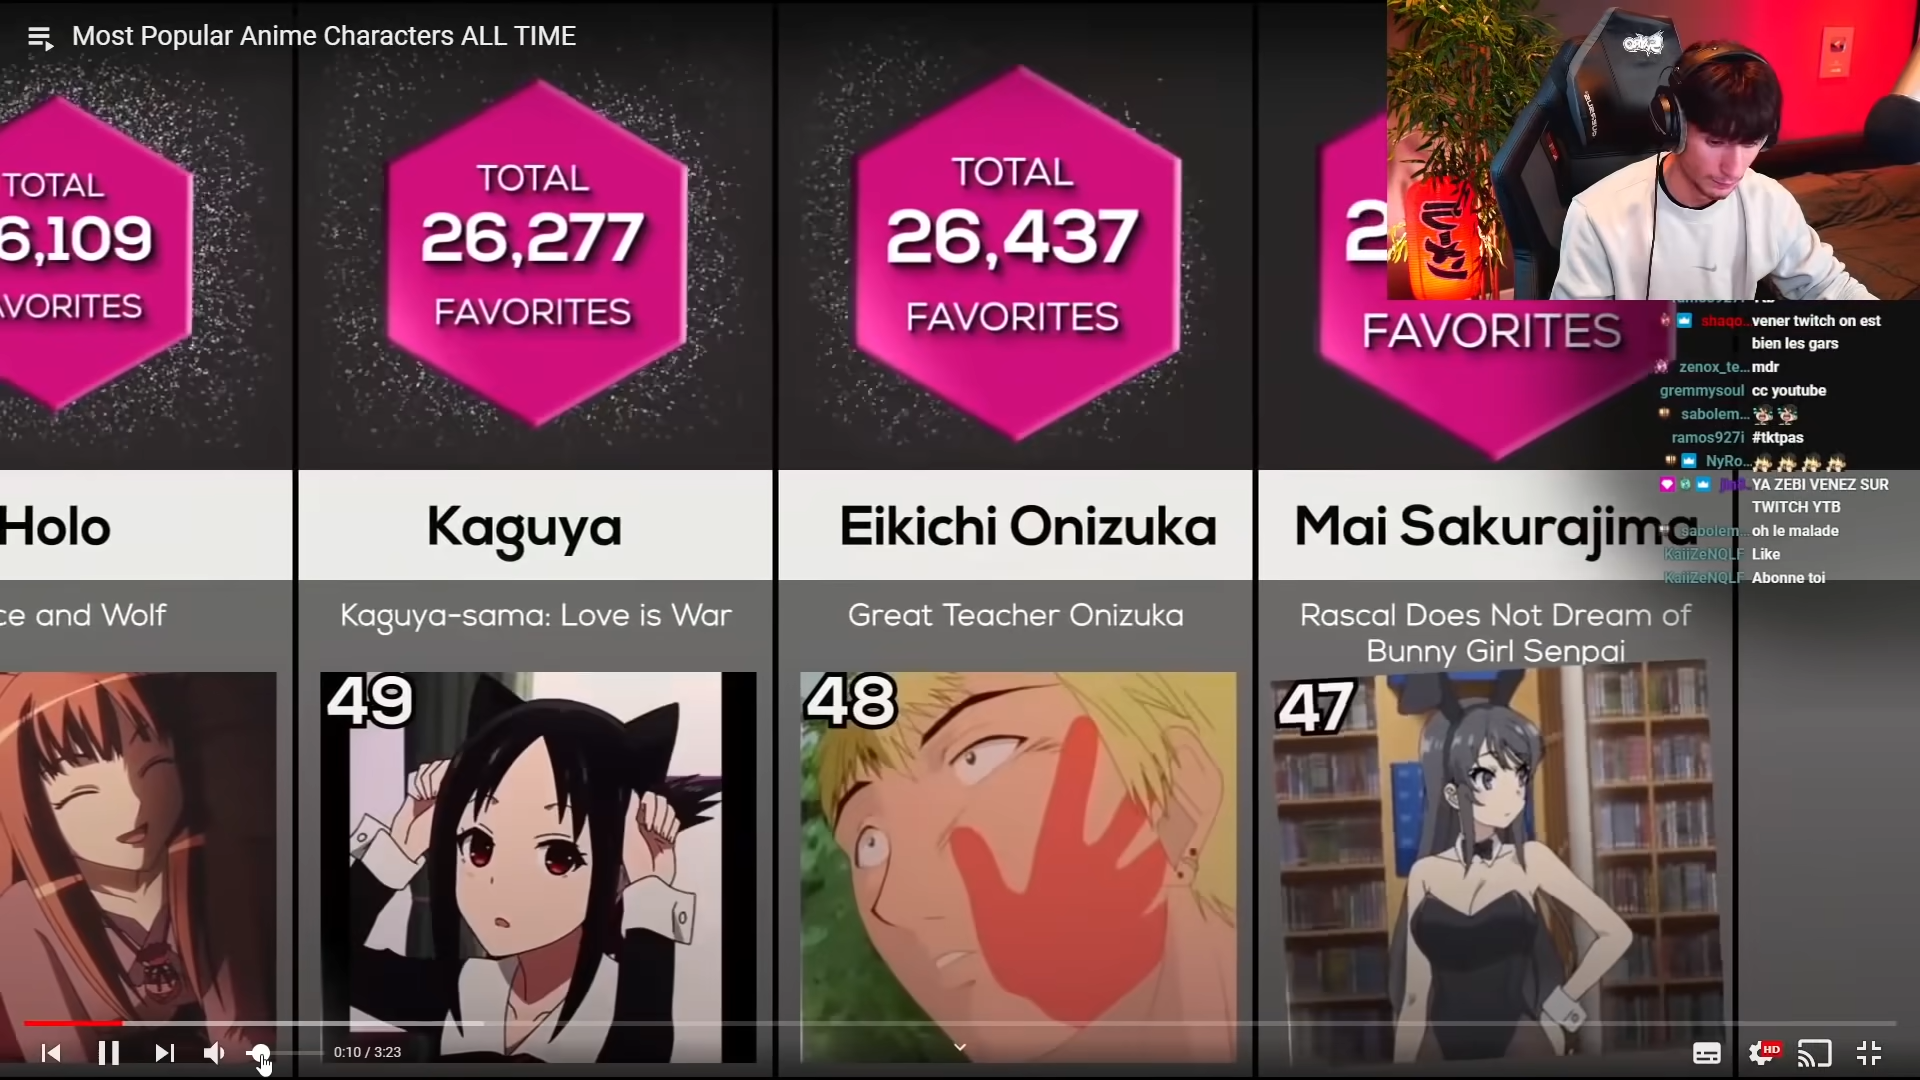 Most Popular Anime Characters ALL TIME
TOTAL
6,109
AVORITES
TOTAL
26,277
FAVORITES
TOTAL
26,437
FAVORITES
2
FAVORITES
shaqo... vener twitch on est
bien les gars
zenox_te... mdr
gremmysoul cc youtube
sabolem...
ramos927i #tktpas
NyRo...
YA ZEBI VENEZ SUR
TWITCH YTB
sabolem... oh le malade
KaiiZeNQLF Like
KaiiZeNQLF Abonne toi
Holo
Kaguya
Eikichi Onizuka
Mai Sakurajima
ce and Wolf
Kaguya-sama: Love is War
Great Teacher Onizuka
Rascal Does Not Dream of
Bunny Girl Senpai
49
48
47
0:10 / 3:23
HD